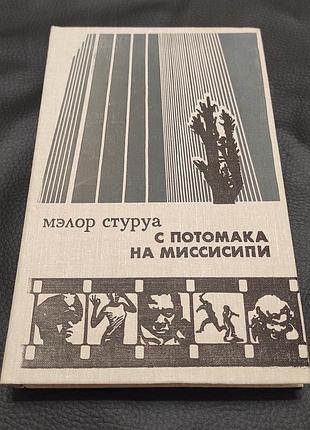 мэлор стуруа
С ПОТОМАКА
НА МИССИСИПИ